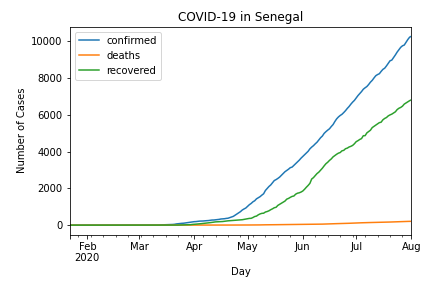 COVID-19 in Senegal
confirmed
deaths
recovered
Number of Cases
10000
8000
6000
4000
2000
0
Feb Mar Apr May Jun Jul Aug
2020
Day